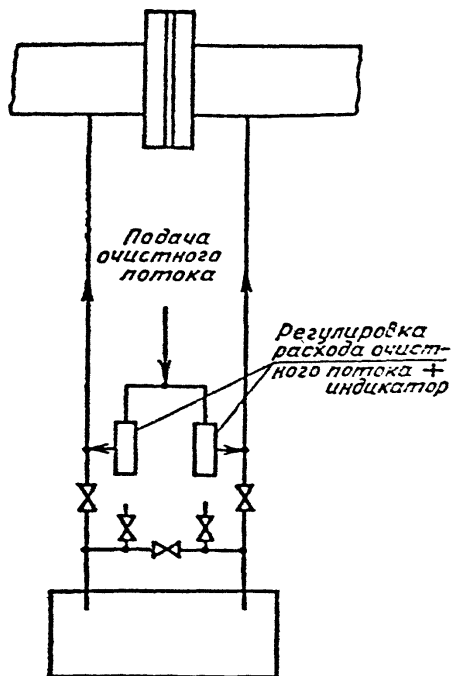 Подача
очистного
потока
Регулировка
расхода очист-
ного потока +
индикатор